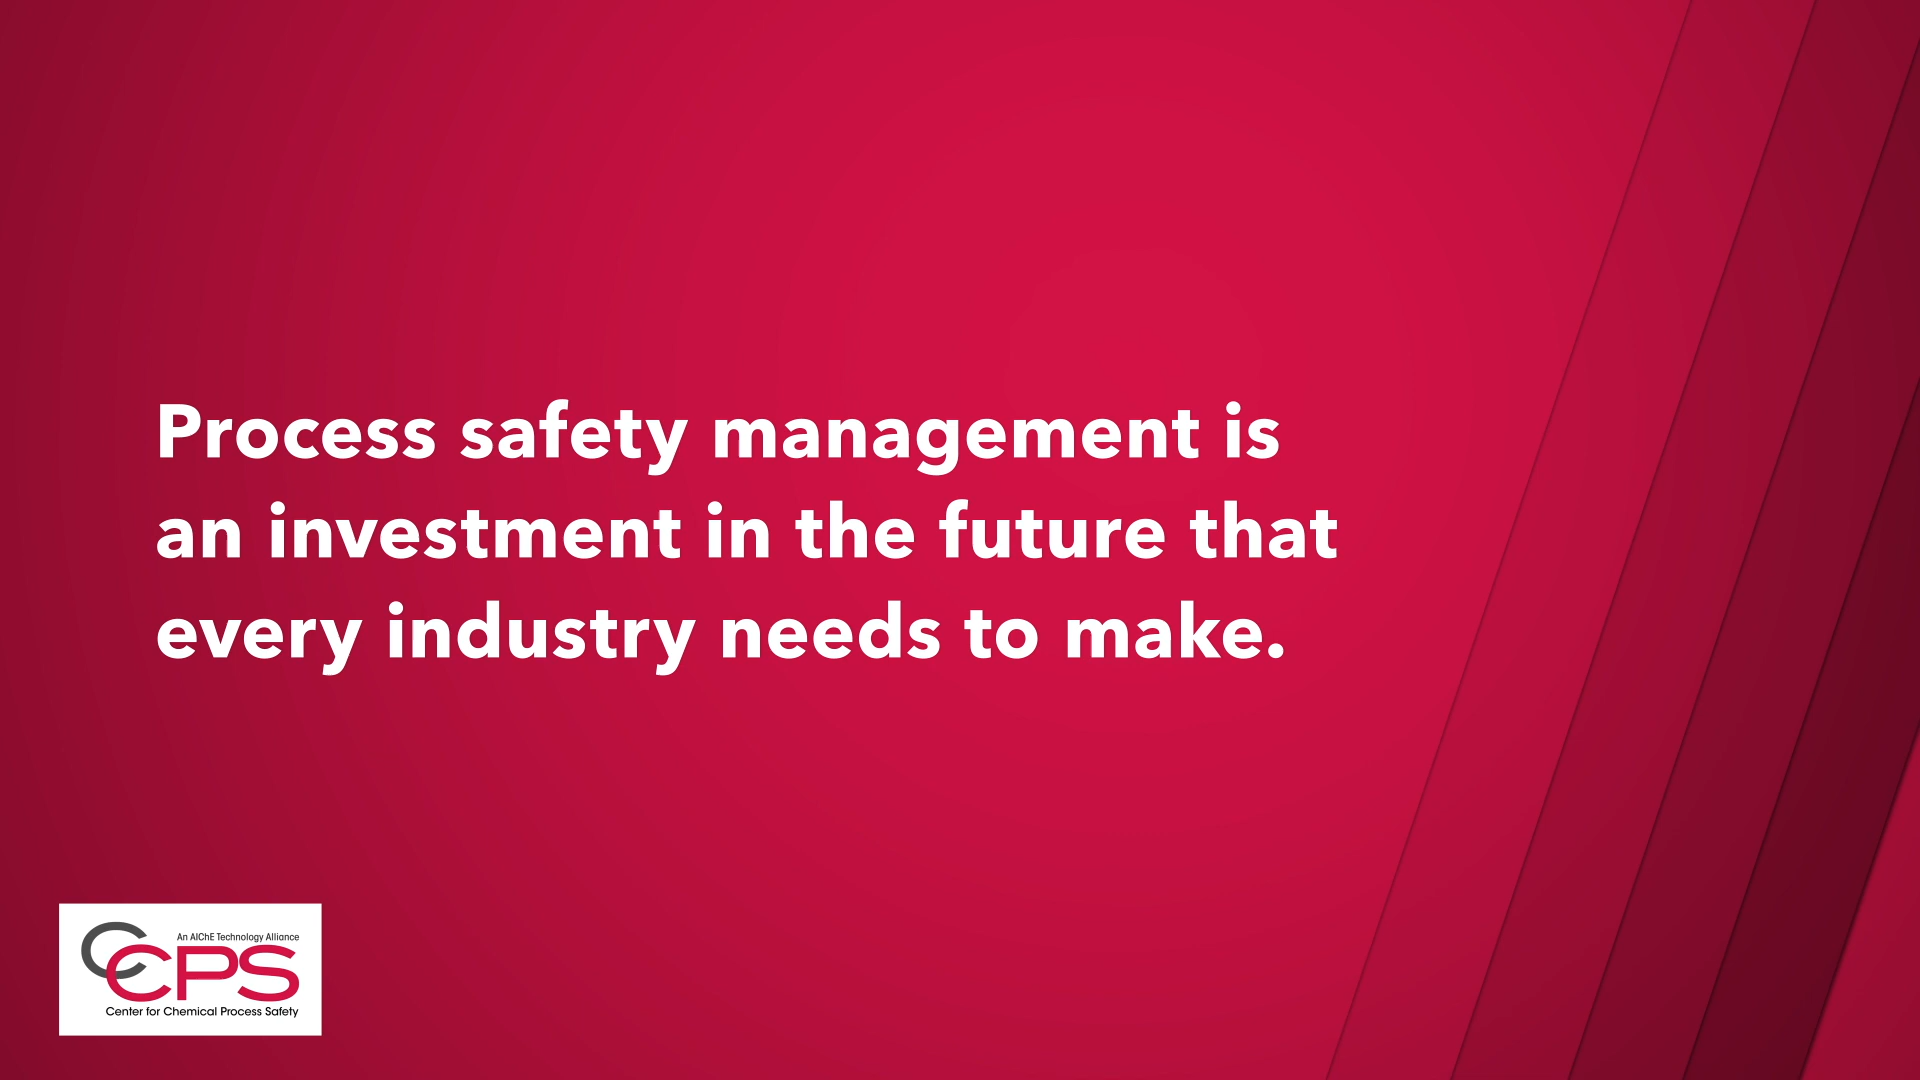 Process safety management is
an investment in the future that
every industry needs to make.
An AIChE Technology Alliance
CCPS
Center for Chemical Process Safety